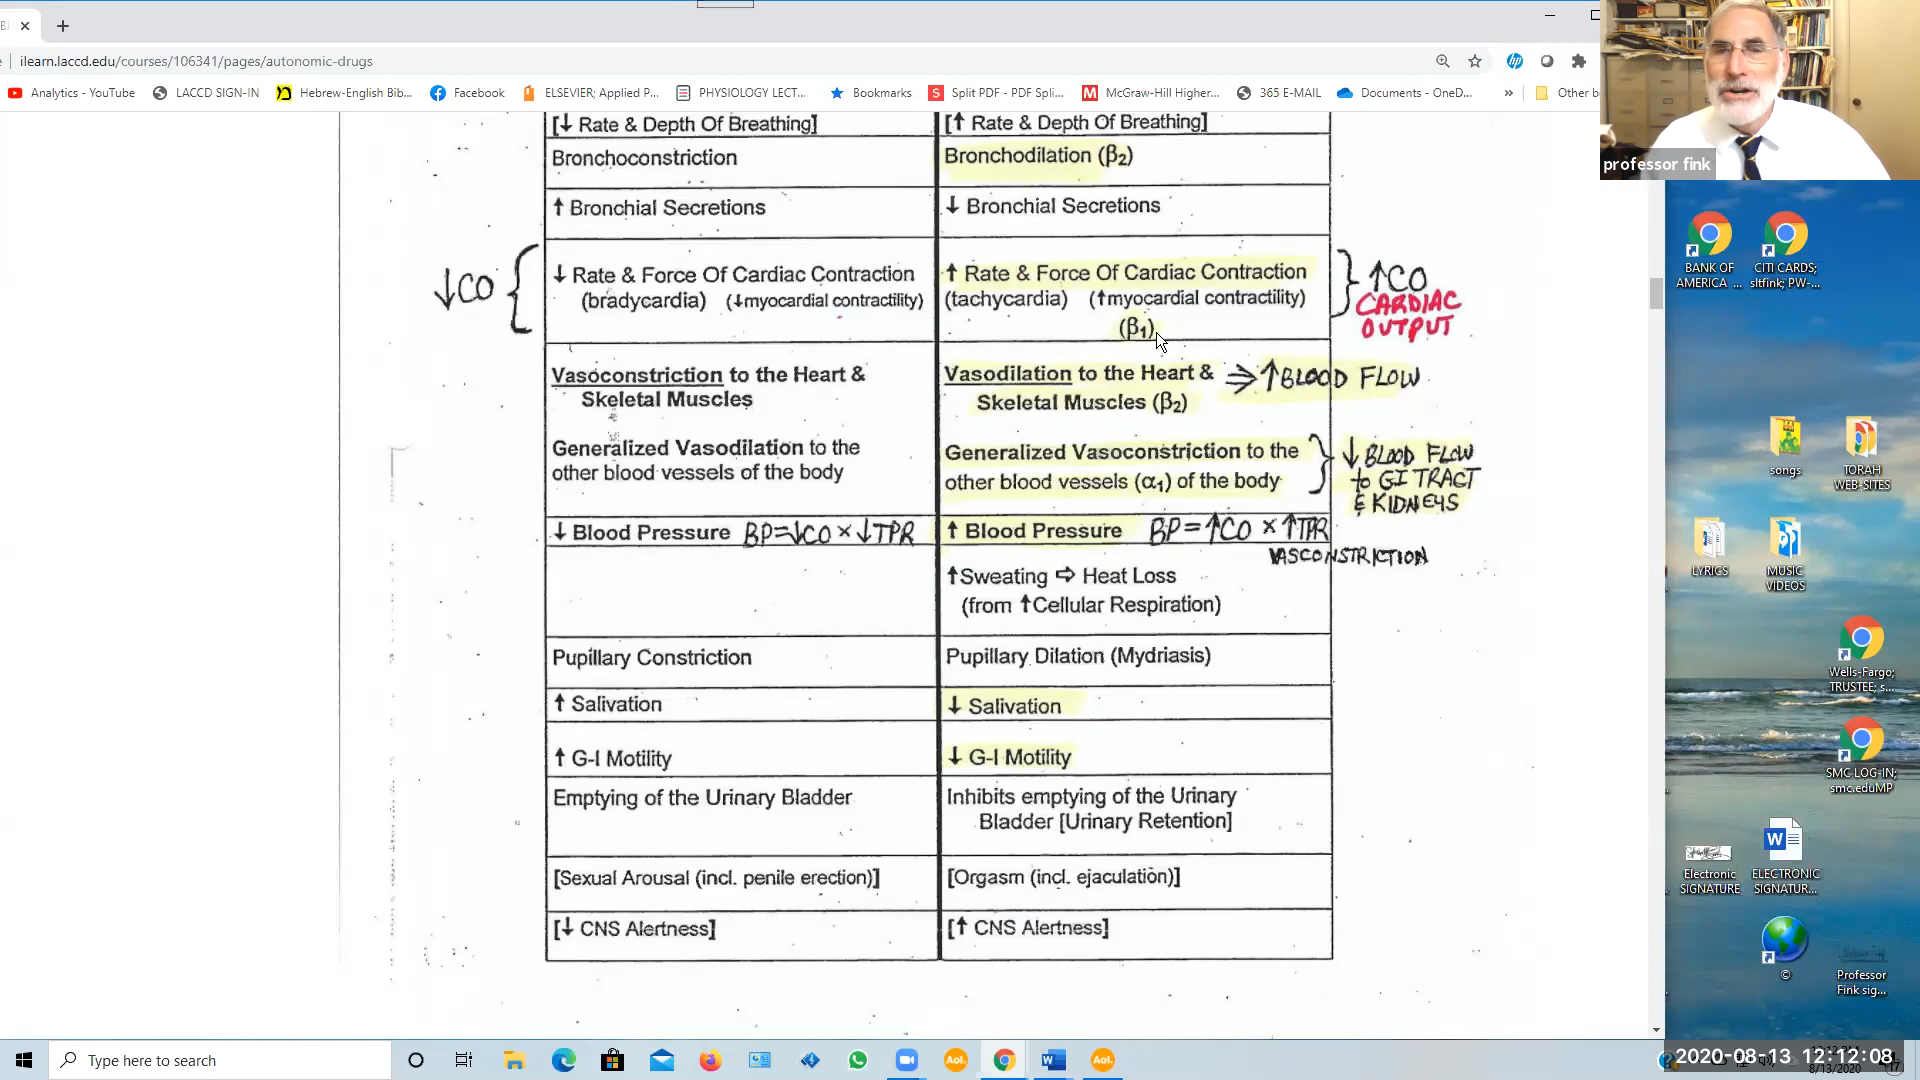 ilearn.laccd.edu/courses/106341/pages/autonomic-drugs
Analytics - YouTube
LACCD SIGN-IN
Hebrew-English Bib...
Facebook
ELSEVIER; Applied P...
PHYSIOLOGY LECT...
Bookmarks
Split PDF - PDF Spli...
McGraw-Hill Higher...
365 E-MAIL
Documents - OneD...
»
Other b
professor fink
[↓ Rate & Depth Of Breathing]
[↑ Rate & Depth Of Breathing]
Bronchoconstriction
Bronchodilation (β2)
↑ Bronchial Secretions
↓ Bronchial Secretions
↓CO
↓ Rate & Force Of Cardiac Contraction
(bradycardia) (↓myocardial contractility)
↑ Rate & Force Of Cardiac Contraction
(tachycardia) (↑myocardial contractility)
(β1)
↑CO
CARDIAC
OUTPUT
Vasoconstriction to the Heart &
Skeletal Muscles
Vasodilation to the Heart &
Skeletal Muscles (β2)
⇒ ↑BLOOD FLOW
Generalized Vasodilation to the
other blood vessels of the body
Generalized Vasoconstriction to the
other blood vessels (α1) of the body
↓ BLOOD FLOW
to GI TRACT
& KIDNEYS
↓ Blood Pressure BP=↓CO × ↓TPR
↑ Blood Pressure BP=↑CO × ↑TPR
VASCONSTRICTION
↑Sweating ⇨ Heat Loss
(from ↑Cellular Respiration)
Pupillary Constriction
Pupillary Dilation (Mydriasis)
↑ Salivation
↓ Salivation
↑ G-I Motility
↓ G-I Motility
Emptying of the Urinary Bladder
Inhibits emptying of the Urinary
Bladder [Urinary Retention]
[Sexual Arousal (incl. penile erection)]
[Orgasm (incl. ejaculation)]
[↓ CNS Alertness]
[↑ CNS Alertness]
BANK OF
AMERICA ...
CITI CARDS;
sltfink; PW-...
songs
TORAH
WEB-SITES
LYRICS
MUSIC
VIDEOS
Wells-Fargo;
TRUSTEE; s...
SMC LOG-IN;
smc.eduMP
Electronic
SIGNATURE
ELECTRONIC
SIGNATUR...
©
Professor
Fink sig...
Type here to search
Aol.
Aol.
2020-08-13 12:12:08
8/13/2020